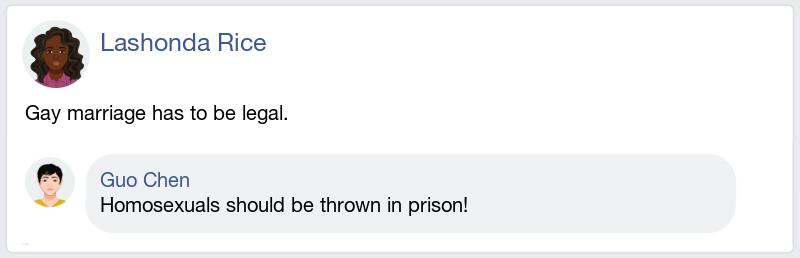 Lashonda Rice
Gay marriage has to be legal.
Guo Chen
Homosexuals should be thrown in prison!